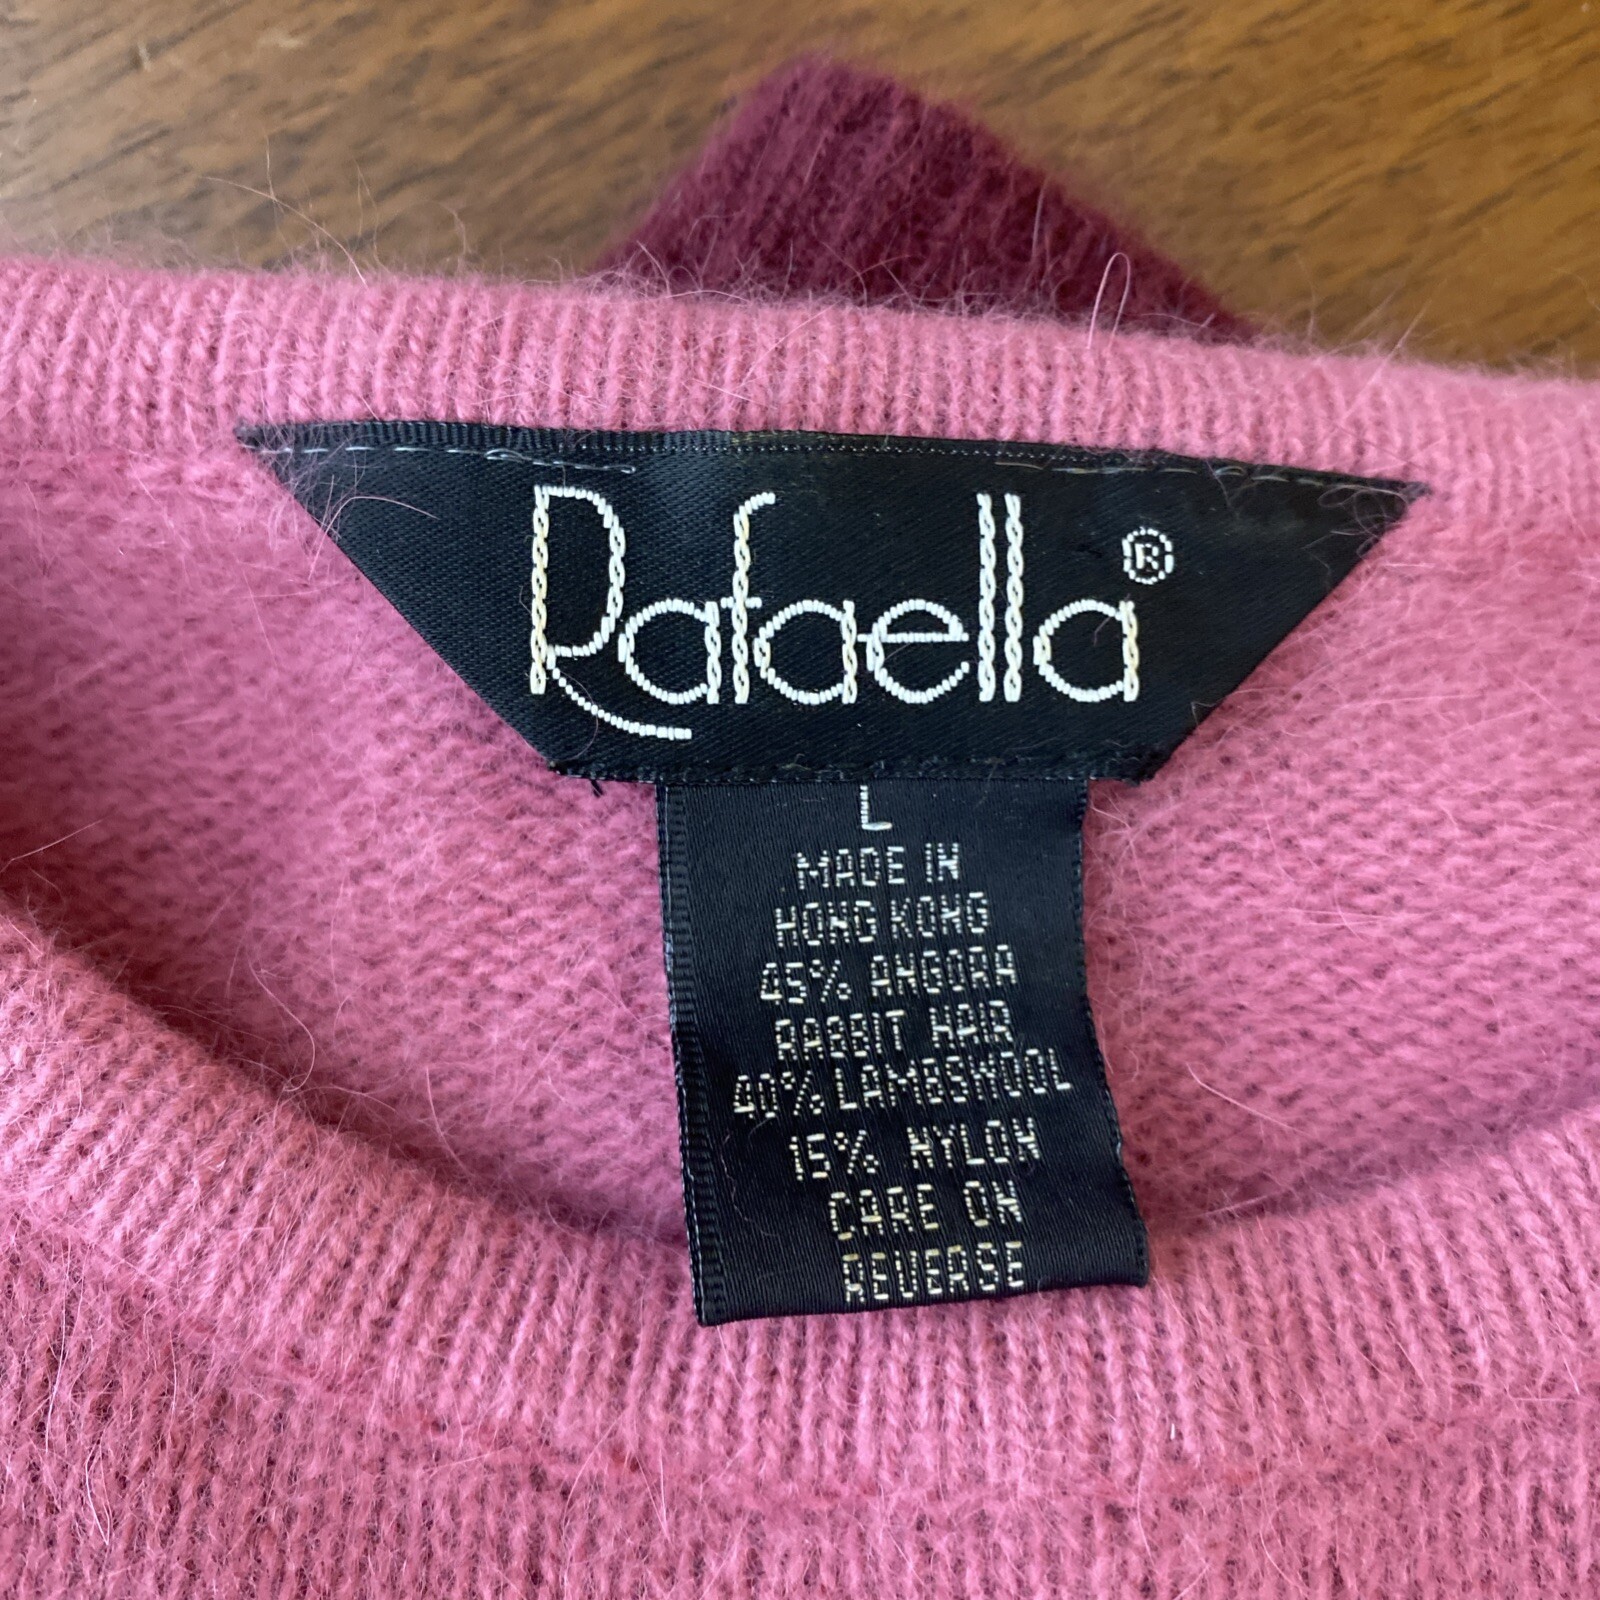 Rafaella®
L
MADE IN
HONG KONG
45% ANGORA
RABBIT HAIR
40% LAMBSWOOL
15% NYLON
CARE ON
REVERSE